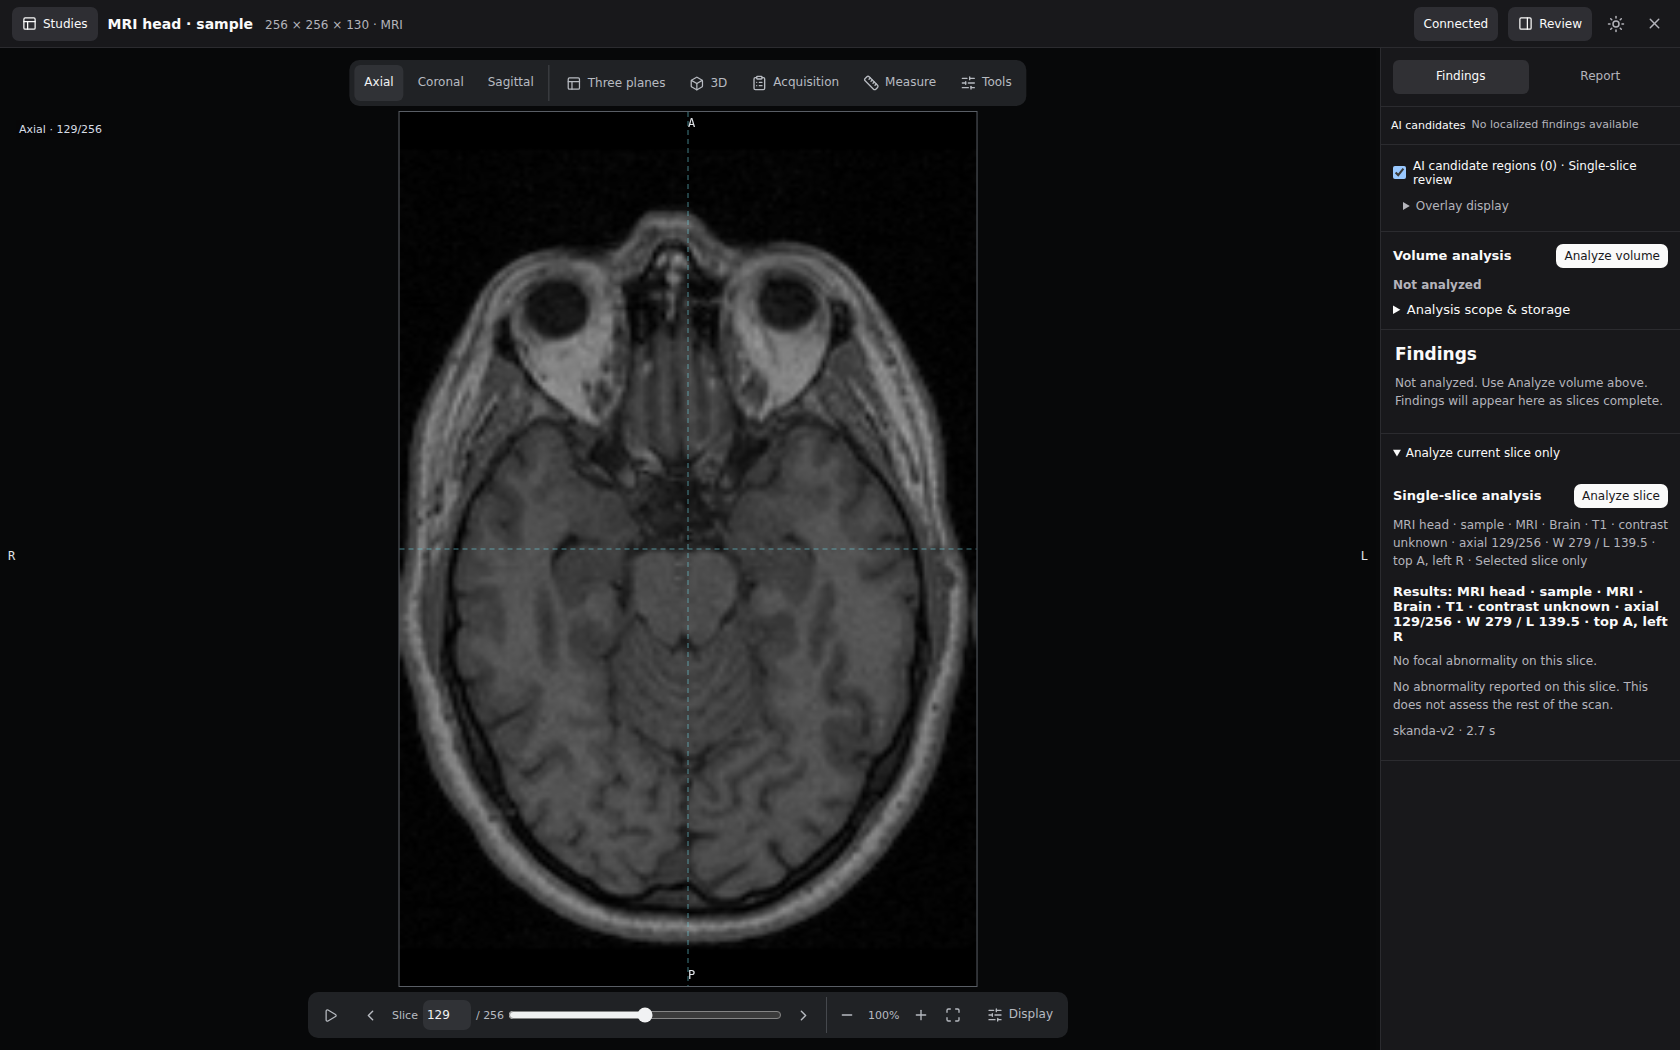 Studies
MRI head · sample
256 × 256 × 130 · MRI
Connected
Review
Axial
Coronal
Sagittal
Three planes
3D
Acquisition
Measure
Tools
Axial · 129/256
A
R
L
P
Slice
129
/ 256
100%
Display
Findings
Report
AI candidates
No localized findings available
AI candidate regions (0) · Single-slice
review
Overlay display
Volume analysis
Analyze volume
Not analyzed
Analysis scope & storage
Findings
Not analyzed. Use Analyze volume above.
Findings will appear here as slices complete.
Analyze current slice only
Single-slice analysis
Analyze slice
MRI head · sample · MRI · Brain · T1 · contrast
unknown · axial 129/256 · W 279 / L 139.5 ·
top A, left R · Selected slice only
Results: MRI head · sample · MRI ·
Brain · T1 · contrast unknown · axial
129/256 · W 279 / L 139.5 · top A, left
R
No focal abnormality on this slice.
No abnormality reported on this slice. This
does not assess the rest of the scan.
skanda-v2 · 2.7 s